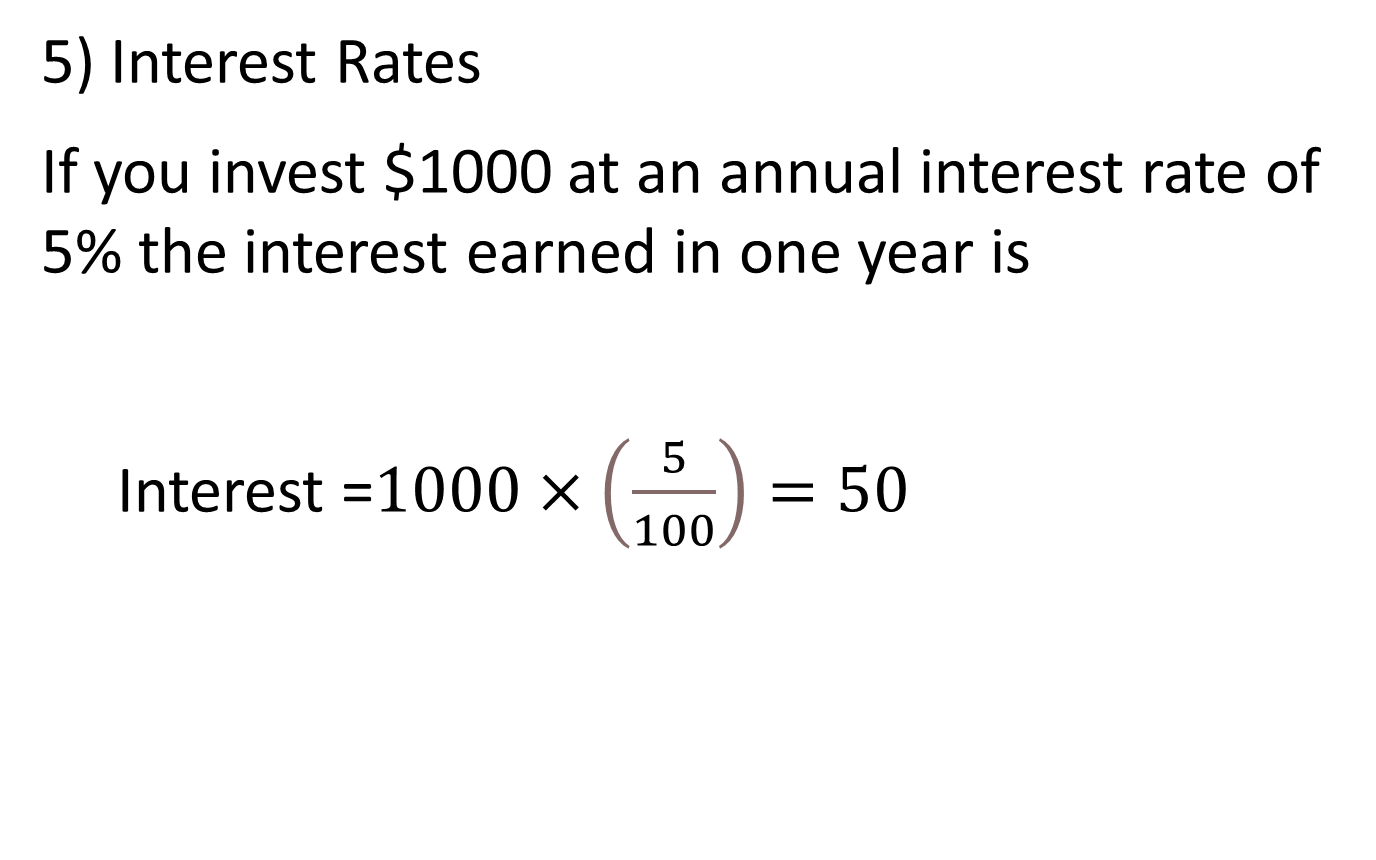 5) Interest Rates
If you invest $1000 at an annual interest rate of
5% the interest earned in one year is
Interest =1000 × (5/100) = 50